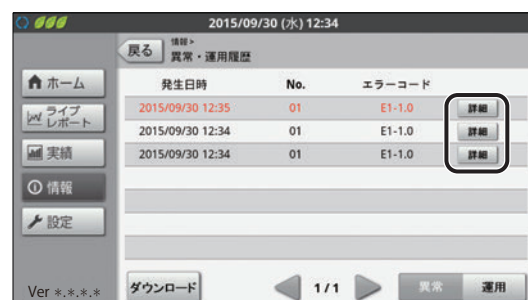 2015/09/30 (水) 12:34
戻る
情報>
異常・運用履歴
ホーム
ライブ
レポート
実績
情報
設定
Ver *.*.*.*
発生日時 No. エラーコード
2015/09/30 12:35 01 E1-1.0 詳細
2015/09/30 12:34 01 E1-1.0 詳細
2015/09/30 12:34 01 E1-1.0 詳細
ダウンロード 1/1 異常 運用